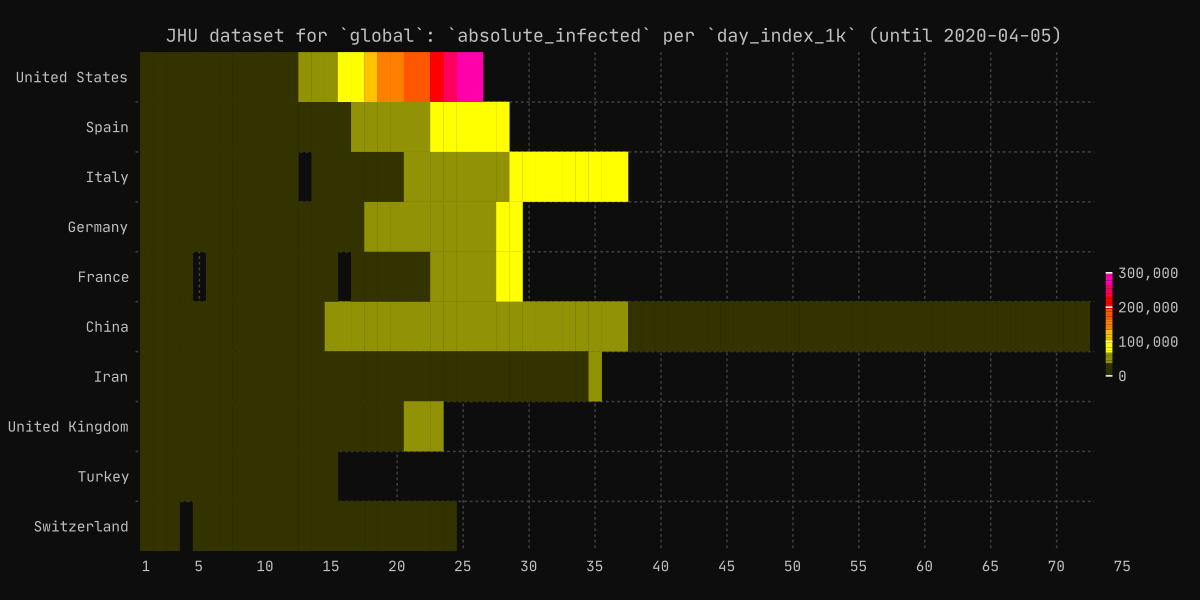 JHU dataset for `global`: `absolute_infected` per `day_index_1k` (until 2020-04-05)
United States
Spain
Italy
Germany
France
China
Iran
United Kingdom
Turkey
Switzerland
1 5 10 15 20 25 30 35 40 45 50 55 60 65 70 75
300,000
200,000
100,000
0